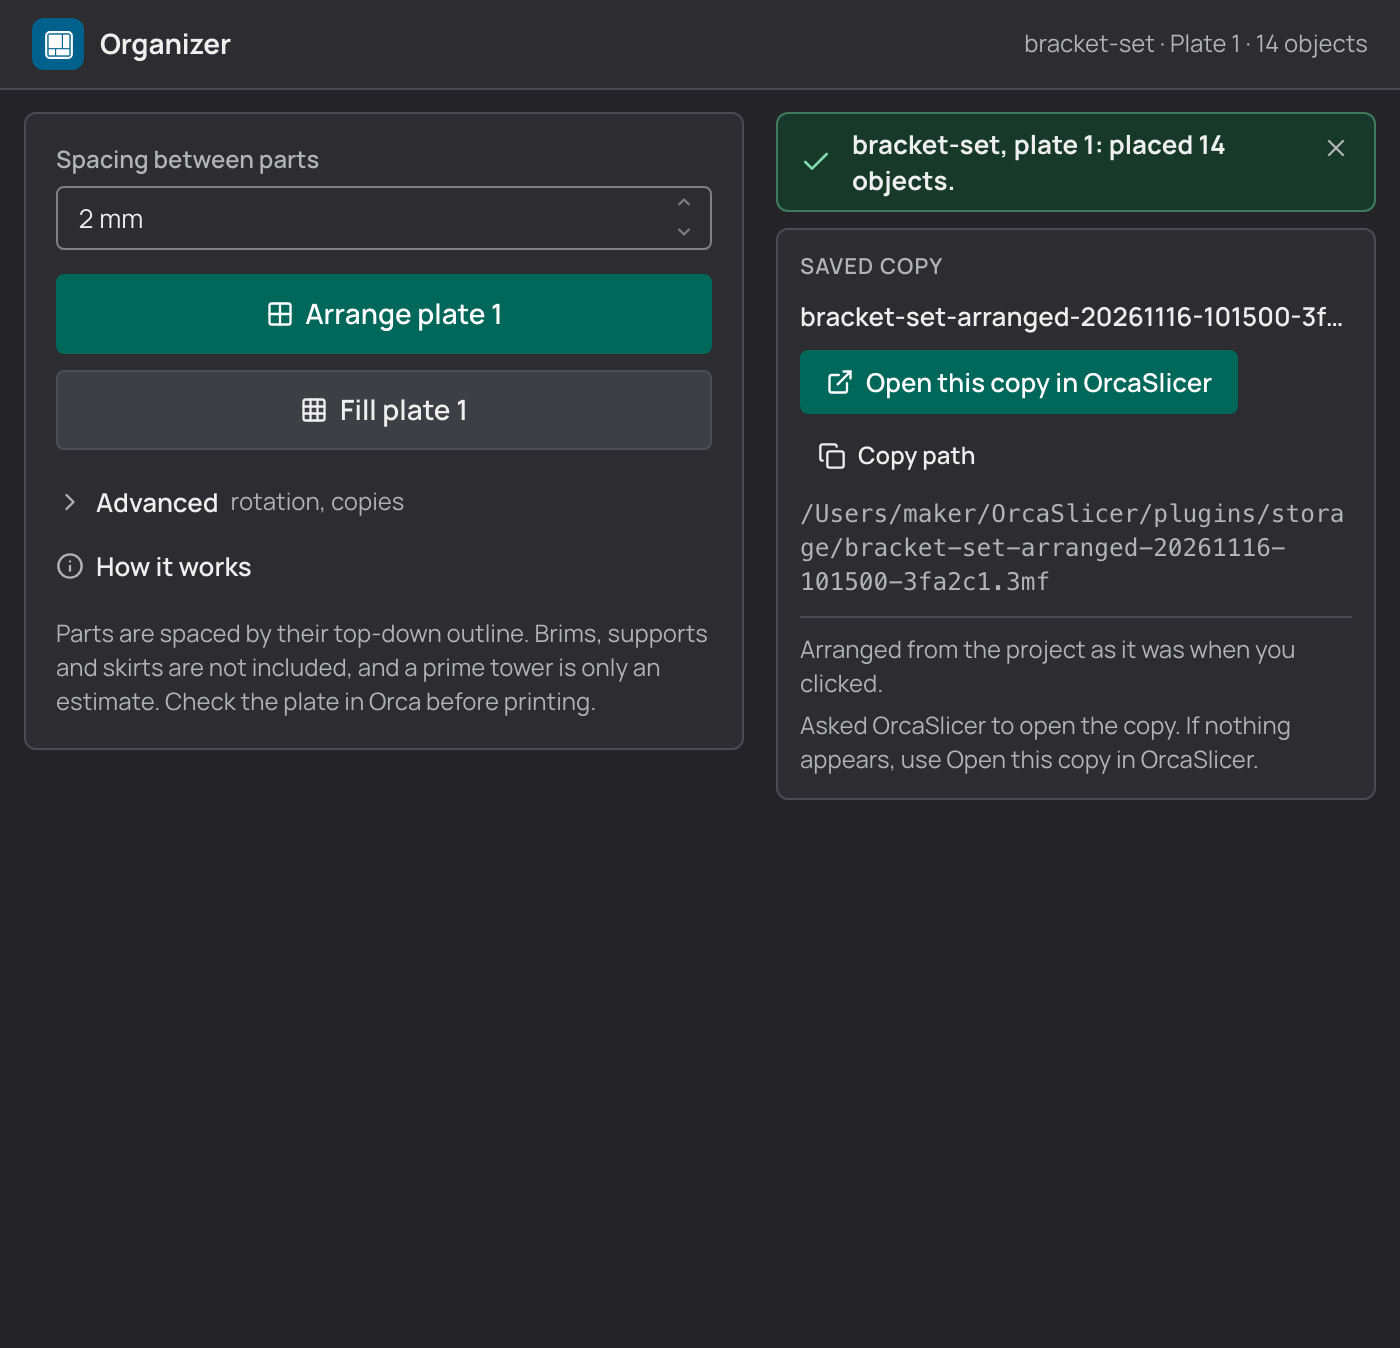 Organizer
bracket-set · Plate 1 · 14 objects
Spacing between parts
2 mm
Arrange plate 1
Fill plate 1
Advanced rotation, copies
How it works
Parts are spaced by their top-down outline. Brims, supports
and skirts are not included, and a prime tower is only an
estimate. Check the plate in Orca before printing.
bracket-set, plate 1: placed 14
objects.
SAVED COPY
bracket-set-arranged-20261116-101500-3f...
Open this copy in OrcaSlicer
Copy path
/Users/maker/OrcaSlicer/plugins/stora
ge/bracket-set-arranged-20261116-
101500-3fa2c1.3mf
Arranged from the project as it was when you
clicked.
Asked OrcaSlicer to open the copy. If nothing
appears, use Open this copy in OrcaSlicer.